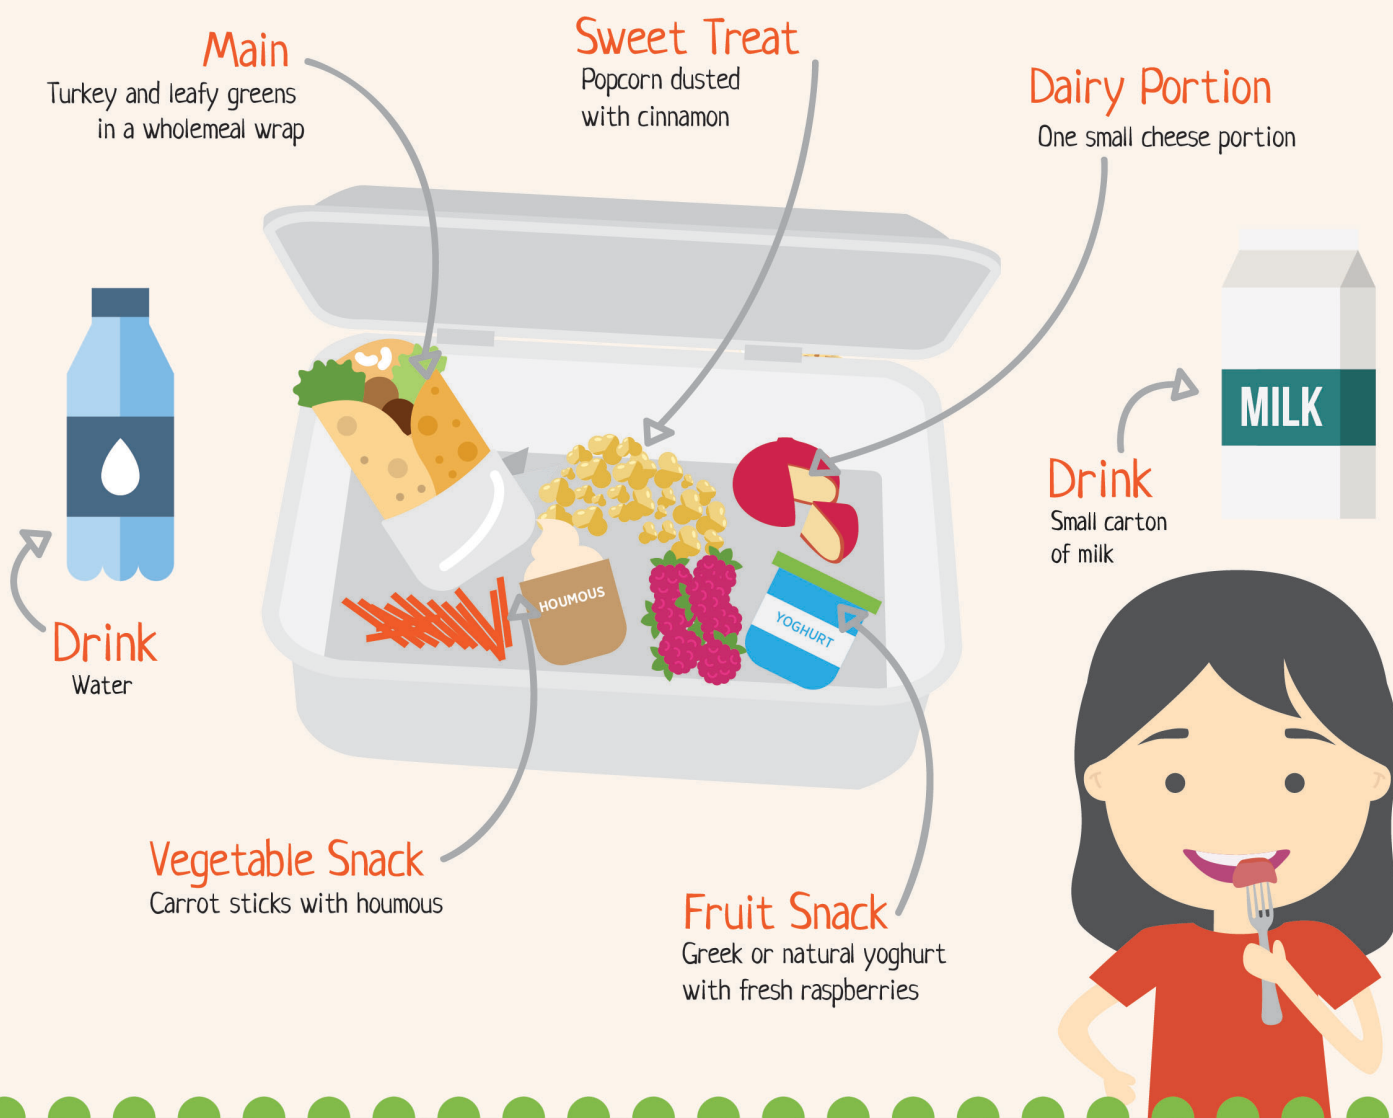 Main
Turkey and leafy greens
in a wholemeal wrap
Sweet Treat
Popcorn dusted
with cinnamon
Dairy Portion
One small cheese portion
MILK
Drink
Small carton
of milk
HOUMOUS
YOGHURT
Drink
Water
Vegetable Snack
Carrot sticks with houmous
Fruit Snack
Greek or natural yoghurt
with fresh raspberries